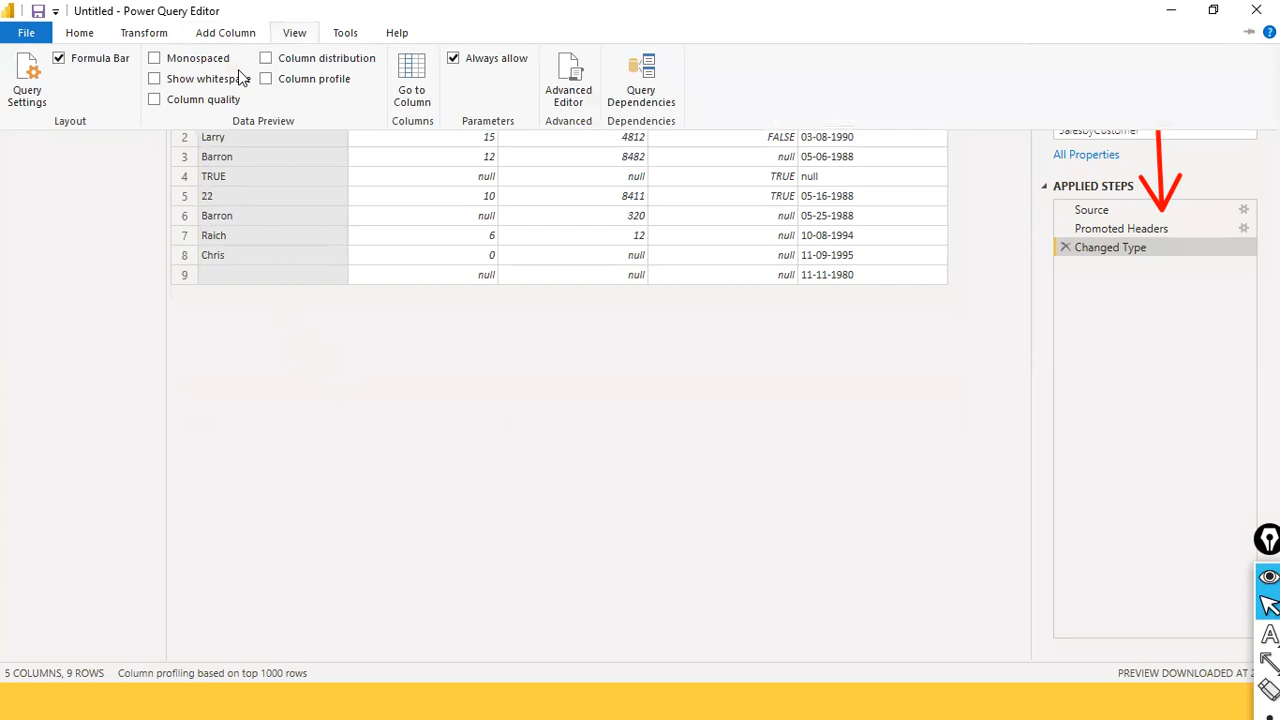 Untitled - Power Query Editor
File Home Transform Add Column View Tools Help
Query Settings
Formula Bar
Layout
Monospaced
Show whitespace
Column quality
Column distribution
Column profile
Data Preview
Go to Column
Columns
Always allow
Parameters
Advanced Editor
Advanced
Query Dependencies
Dependencies
2 Larry 15 4812 FALSE 03-08-1990
3 Barron 12 8482 null 05-06-1988
4 TRUE null null TRUE null
5 22 10 8411 TRUE 05-16-1988
6 Barron null 320 null 05-25-1988
7 Raich 6 12 null 10-08-1994
8 Chris 0 null null 11-09-1995
9 null null null 11-11-1980
SalesbyCustomer
All Properties
APPLIED STEPS
Source
Promoted Headers
Changed Type
5 COLUMNS, 9 ROWS Column profiling based on top 1000 rows
PREVIEW DOWNLOADED AT 2